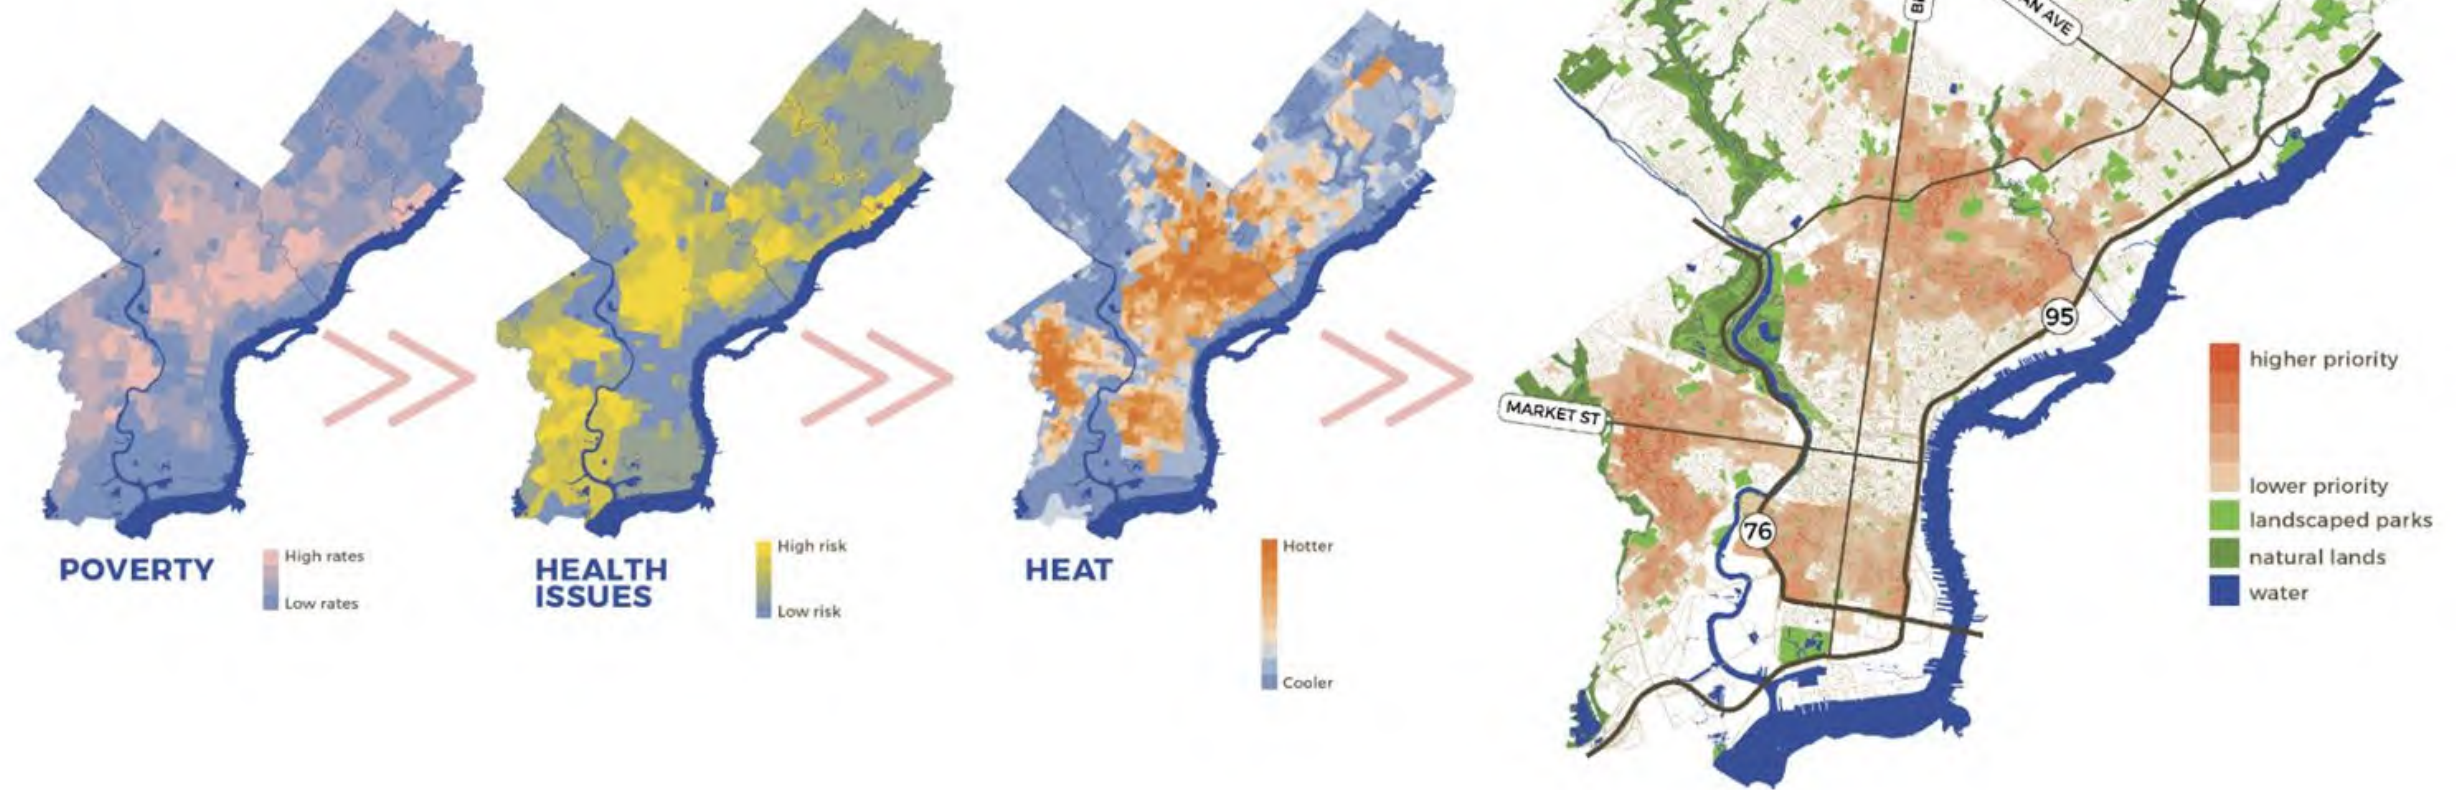 POVERTY
High rates
Low rates
HEALTH
ISSUES
High risk
Low risk
HEAT
Hotter
Cooler
AVE
MARKET ST
95
76
higher priority
lower priority
landscaped parks
natural lands
water